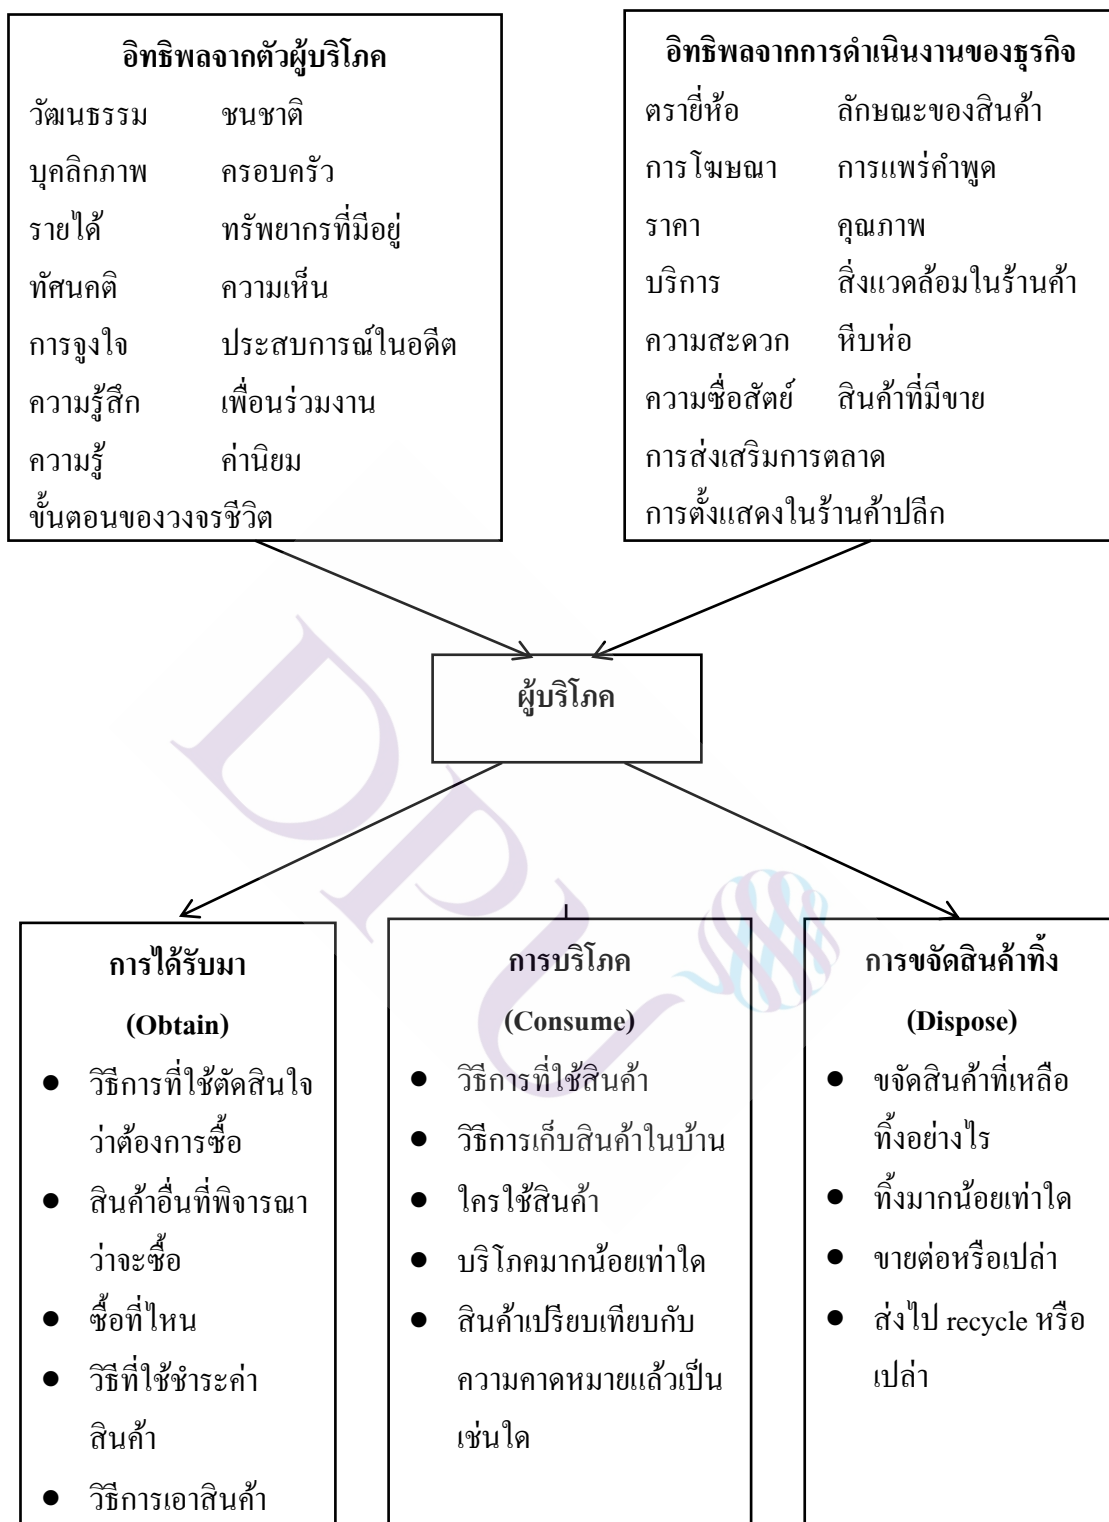 อิทธิพลจากตัวผู้บริโภค
วัฒนธรรม ชนชาติ
บุคลิกภาพ ครอบครัว
รายได้ ทรัพยากรที่มีอยู่
ทัศนคติ ความเห็น
การจูงใจ ประสบการณ์ในอดีต
ความรู้สึก เพื่อนร่วมงาน
ความรู้ ค่านิยม
ขั้นตอนของวงจรชีวิต
อิทธิพลจากการดำเนินงานของธุรกิจ
ตรายี่ห้อ ลักษณะของสินค้า
การโฆษณา การแพร่คำพูด
ราคา คุณภาพ
บริการ สิ่งแวดล้อมในร้านค้า
ความสะดวก หีบห่อ
ความซื่อสัตย์ สินค้าที่มีขาย
การส่งเสริมการตลาด
การตั้งแสดงในร้านค้าปลีก
ผู้บริโภค
การได้รับมา
(Obtain)
● วิธีการที่ใช้ตัดสินใจ
ว่าต้องการซื้อ
● สินค้าอื่นที่พิจารณา
ว่าจะซื้อ
● ซื้อที่ไหน
● วิธีที่ใช้ชำระค่า
สินค้า
● วิธีการเอาสินค้า
การบริโภค
(Consume)
● วิธีการที่ใช้สินค้า
● วิธีการเก็บสินค้าในบ้าน
● ใครใช้สินค้า
● บริโภคมากน้อยเท่าใด
● สินค้าเปรียบเทียบกับ
ความคาดหมายแล้วเป็น
เช่นใด
การขจัดสินค้าทิ้ง
(Dispose)
● ขจัดสินค้าที่เหลือ
ทิ้งอย่างไร
● ทิ้งมากน้อยเท่าใด
● ขายต่อหรือเปล่า
● ส่งไป recycle หรือ
เปล่า
DPU